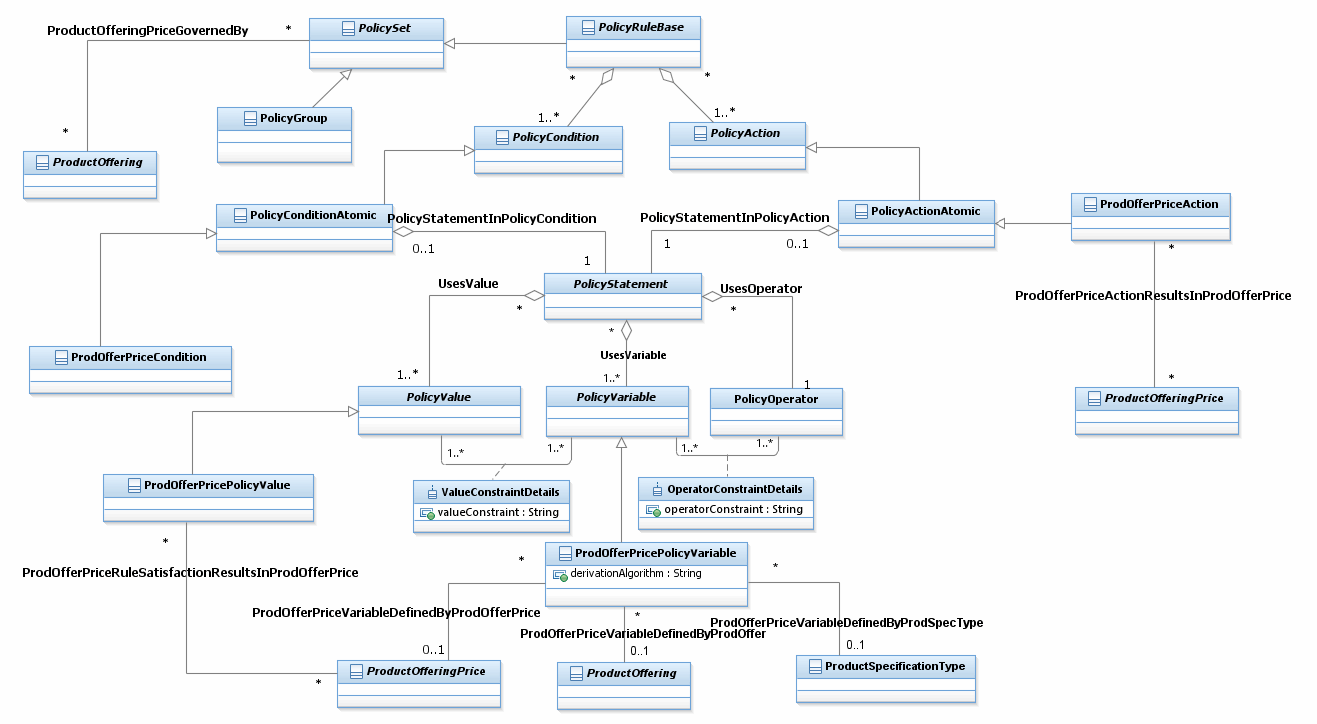 ProductOfferingPriceGovernedBy
*
PolicySet
PolicyRuleBase
*
*
1..*
1..*
PolicyGroup
*
PolicyCondition
PolicyAction
ProductOffering
PolicyConditionAtomic
PolicyStatementInPolicyCondition
0..1
1
PolicyStatementInPolicyAction
1
0..1
PolicyActionAtomic
ProdOfferPriceAction
*
ProdOfferPriceActionResultsInProdOfferPrice
*
ProductOfferingPrice
UsesValue
*
PolicyStatement
UsesOperator
*
*
UsesVariable
1..*
1..*
1
ProdOfferPriceCondition
PolicyValue
PolicyVariable
PolicyOperator
1..*
1..*
1..*
1..*
ProdOfferPricePolicyValue
ValueConstraintDetails
valueConstraint : String
OperatorConstraintDetails
operatorConstraint : String
*
ProdOfferPriceRuleSatisfactionResultsInProdOfferPrice
*
ProdOfferPricePolicyVariable
derivationAlgorithm : String
*
*
*
ProdOfferPriceVariableDefinedByProdOfferPrice
0..1
ProdOfferPriceVariableDefinedByProdOffer
0..1
ProdOfferPriceVariableDefinedByProdSpecType
0..1
ProductOfferingPrice
ProductOffering
ProductSpecificationType